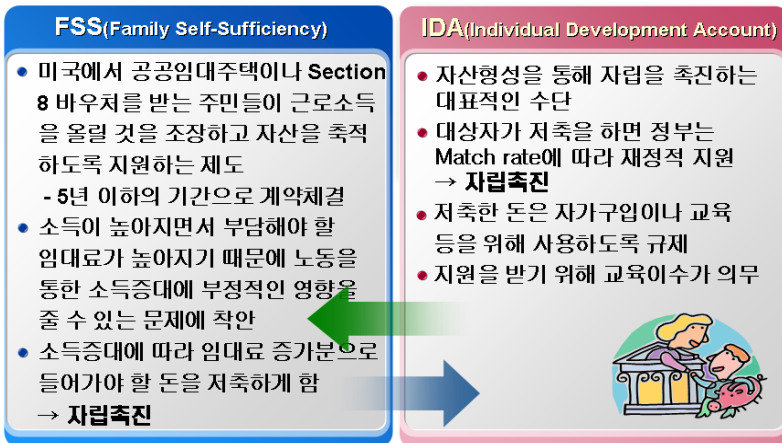 FSS(Family Self-Sufficiency)
• 미국에서 공공임대주택이나 Section
8 바우처를 받는 주민들이 근로소득
을 올릴 것을 조장하고 자산을 축적
하도록 지원하는 제도
- 5년 이하의 기간으로 계약체결
• 소득이 높아지면서 부담해야 할
임대료가 높아지기 때문에 노동을
통한 소득증대에 부정적인 영향을
줄 수 있는 문제에 착안
• 소득증대에 따라 임대료 증가분으로
들어가야 할 돈을 저축하게 함
→ 자립촉진
IDA(Individual Development Account)
• 자산형성을 통해 자립을 촉진하는
대표적인 수단
• 대상자가 저축을 하면 정부는
Match rate에 따라 재정적 지원
→ 자립촉진
• 저축한 돈은 자가구입이나 교육
등을 위해 사용하도록 규제
• 지원을 받기 위해 교육이수가 의무